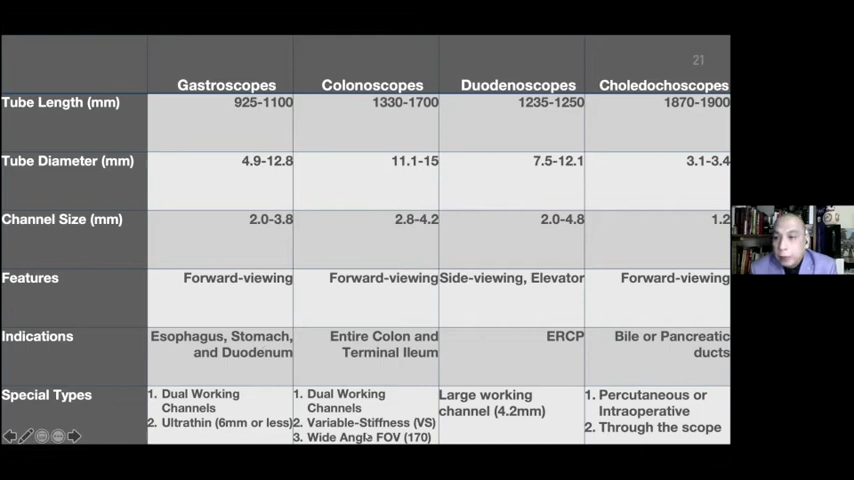 21
Gastroscopes Colonoscopes Duodenoscopes Choledochoscopes
Tube Length (mm) 925-1100 1330-1700 1235-1250 1870-1900
Tube Diameter (mm) 4.9-12.8 11.1-15 7.5-12.1 3.1-3.4
Channel Size (mm) 2.0-3.8 2.8-4.2 2.0-4.8 1.2
Features Forward-viewing Forward-viewing Side-viewing, Elevator Forward-viewing
Indications Esophagus, Stomach, Entire Colon and ERCP Bile or Pancreatic
and Duodenum Terminal Ileum ducts
Special Types 1. Dual Working 1. Dual Working Large working 1. Percutaneous or
Channels Channels channel (4.2mm) Intraoperative
2. Ultrathin (6mm or less) 2. Variable-Stiffness (VS) 2. Through the scope
3. Wide Angle FOV (170)